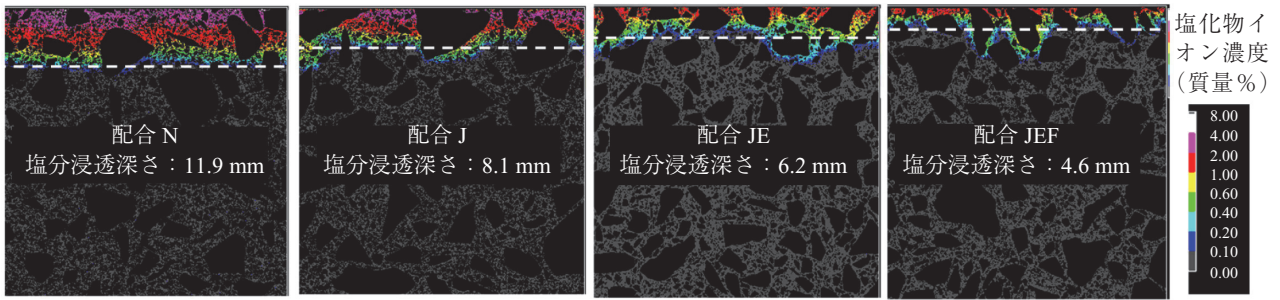 配合 N
塩分浸透深さ：11.9 mm
配合 J
塩分浸透深さ：8.1 mm
配合 JE
塩分浸透深さ：6.2 mm
配合 JEF
塩分浸透深さ：4.6 mm
塩化物イ
オン濃度
（質量％）
8.00
4.00
2.00
1.00
0.60
0.40
0.20
0.10
0.00